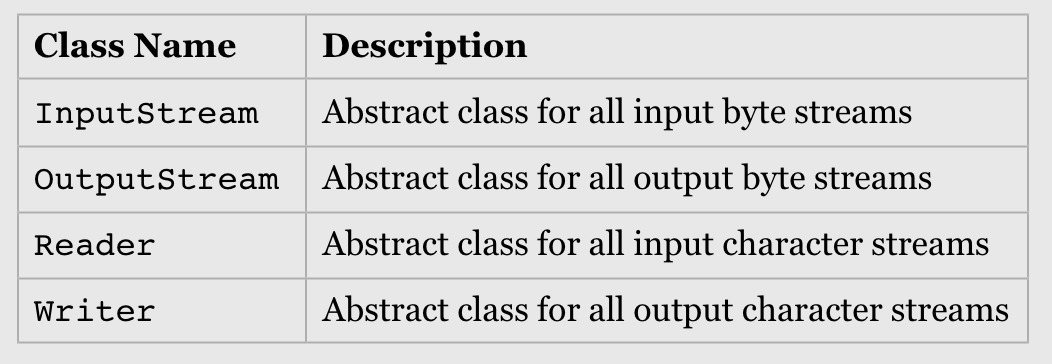 Class Name Description
InputStream Abstract class for all input byte streams
OutputStream Abstract class for all output byte streams
Reader Abstract class for all input character streams
Writer Abstract class for all output character streams